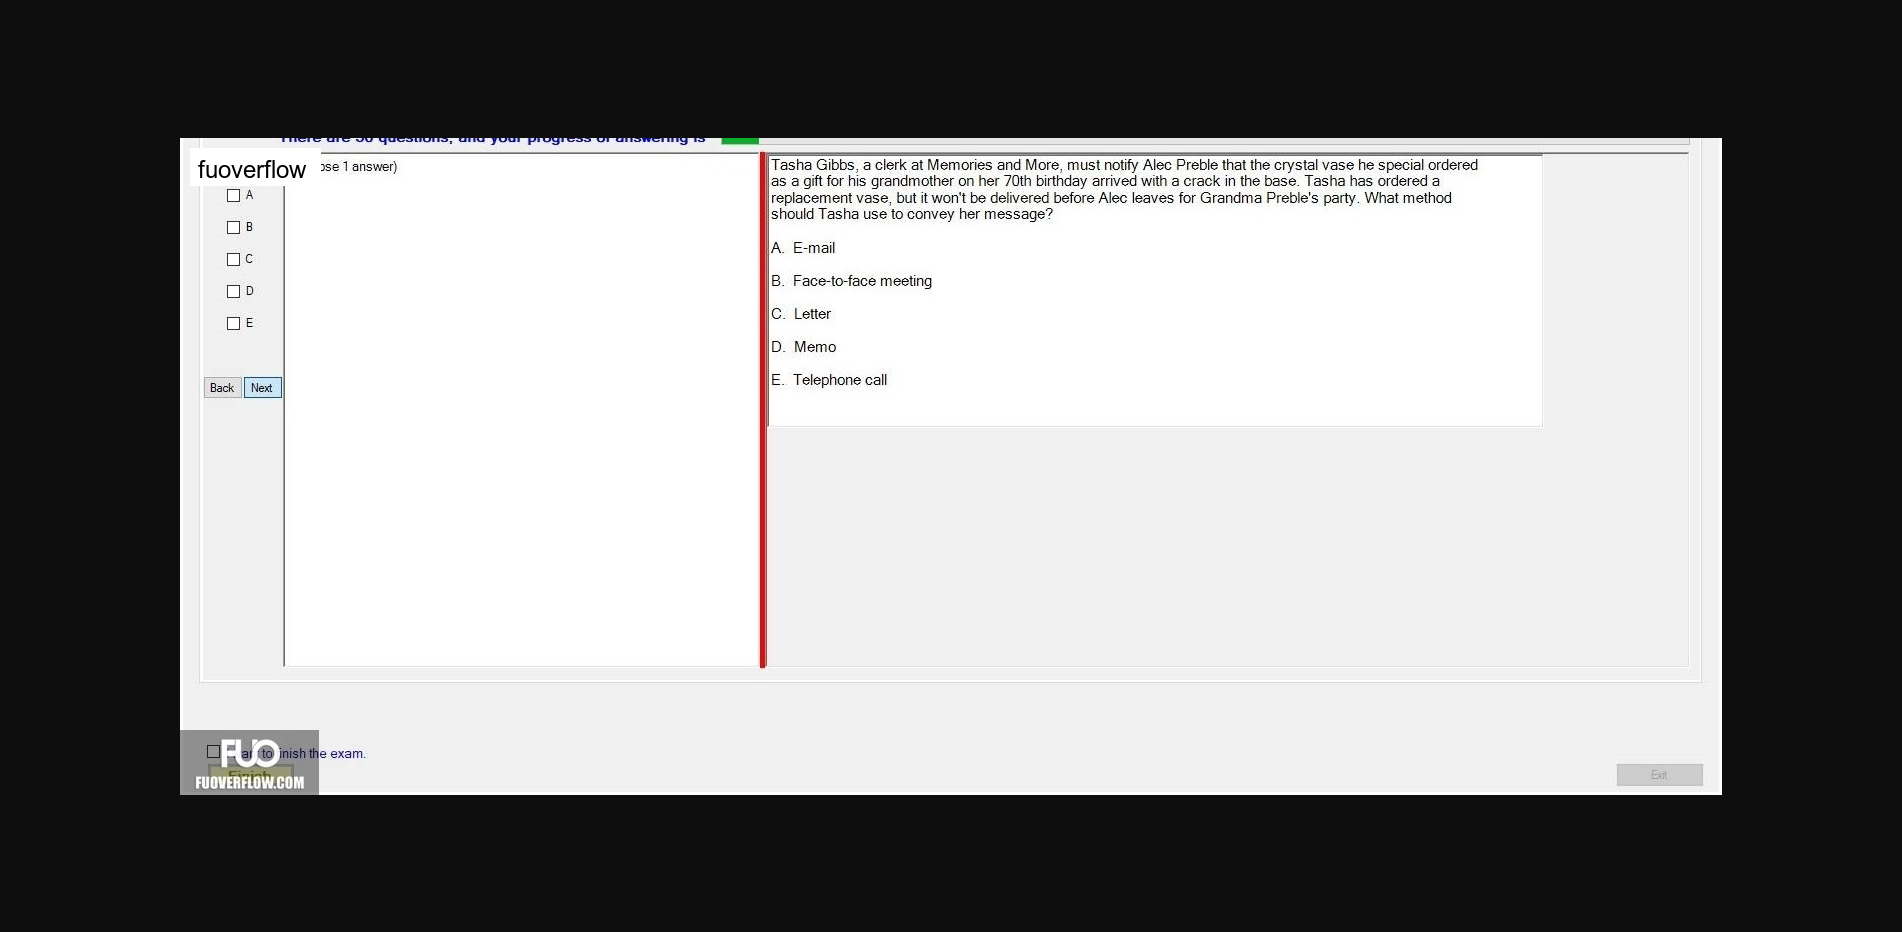 There are 50 questions, and your progress of answering is
fuoverflow
ose 1 answer)
A
B
C
D
E
Back Next
Tasha Gibbs, a clerk at Memories and More, must notify Alec Preble that the crystal vase he special ordered
as a gift for his grandmother on her 70th birthday arrived with a crack in the base. Tasha has ordered a
replacement vase, but it won't be delivered before Alec leaves for Grandma Preble's party. What method
should Tasha use to convey her message?
A. E-mail
B. Face-to-face meeting
C. Letter
D. Memo
E. Telephone call
FUO
to finish the exam.
Finish
FUOVERFLOW.COM
Exit